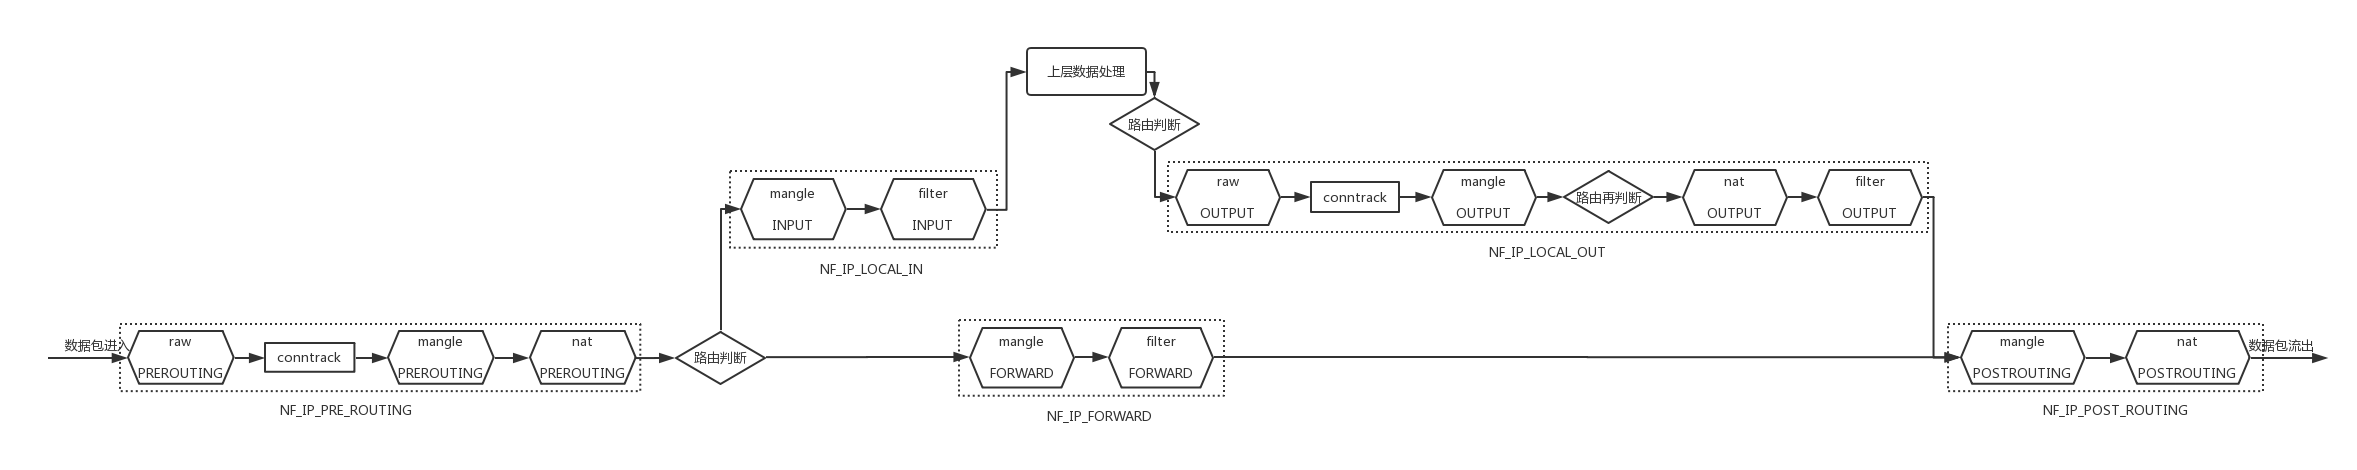 上层数据处理
路由判断
mangle
INPUT
filter
INPUT
NF_IP_LOCAL_IN
raw
OUTPUT
conntrack
mangle
OUTPUT
路由再判断
nat
OUTPUT
filter
OUTPUT
NF_IP_LOCAL_OUT
数据包进入
raw
PREROUTING
conntrack
mangle
PREROUTING
nat
PREROUTING
NF_IP_PRE_ROUTING
路由判断
mangle
FORWARD
filter
FORWARD
NF_IP_FORWARD
mangle
POSTROUTING
nat
POSTROUTING
NF_IP_POST_ROUTING
数据包流出